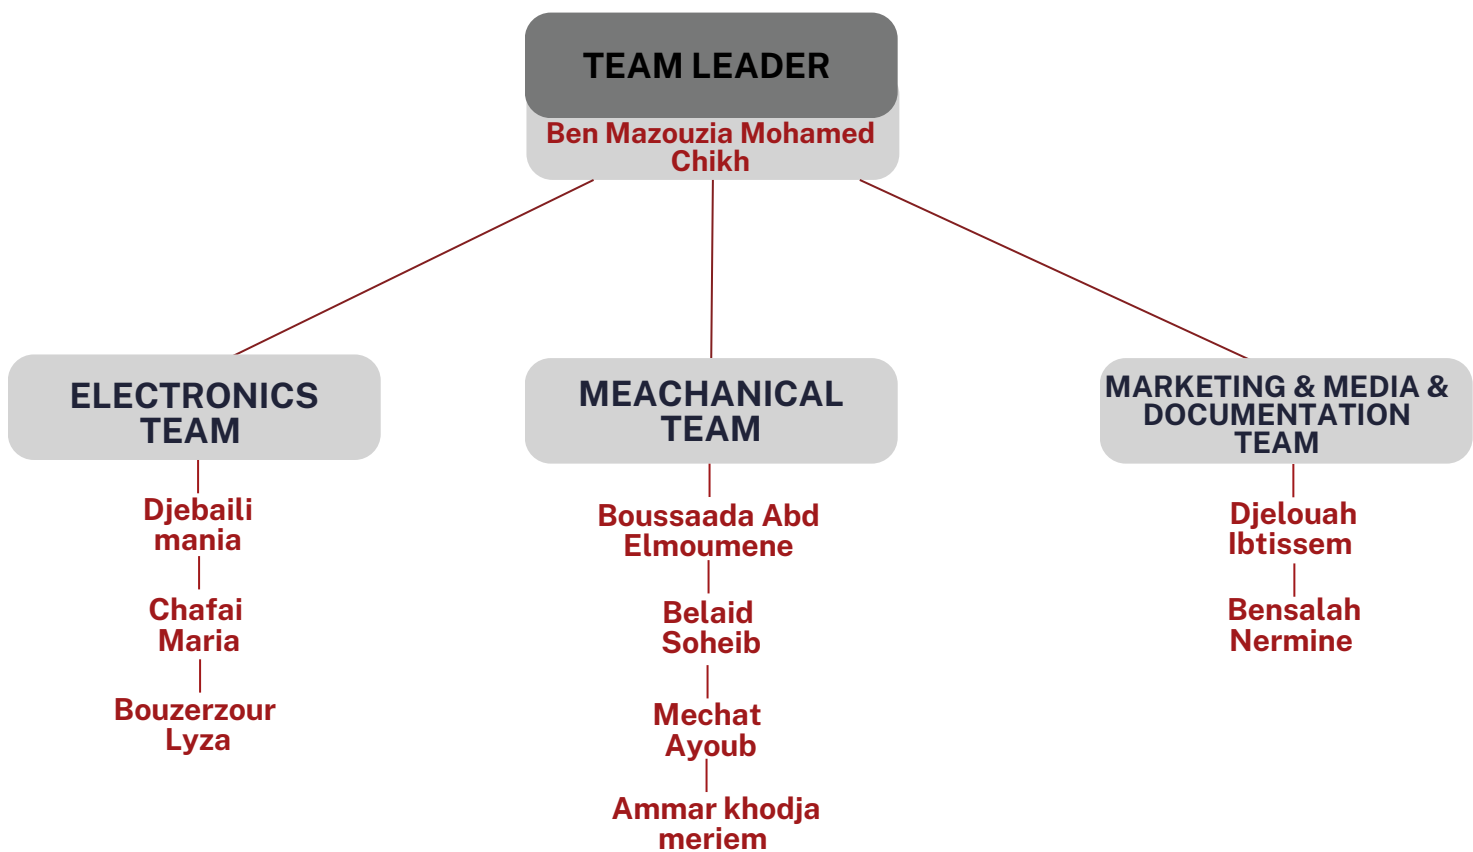 TEAM LEADER
Ben Mazouzia Mohamed
Chikh
ELECTRONICS
TEAM
Djebaili
mania
Chafai
Maria
Bouzerzour
Lyza
MEACHANICAL
TEAM
Boussaada Abd
Elmoumene
Belaid
Soheib
Mechat
Ayoub
Ammar khodja
meriem
MARKETING & MEDIA &
DOCUMENTATION
TEAM
Djelouah
Ibtissem
Bensalah
Nermine